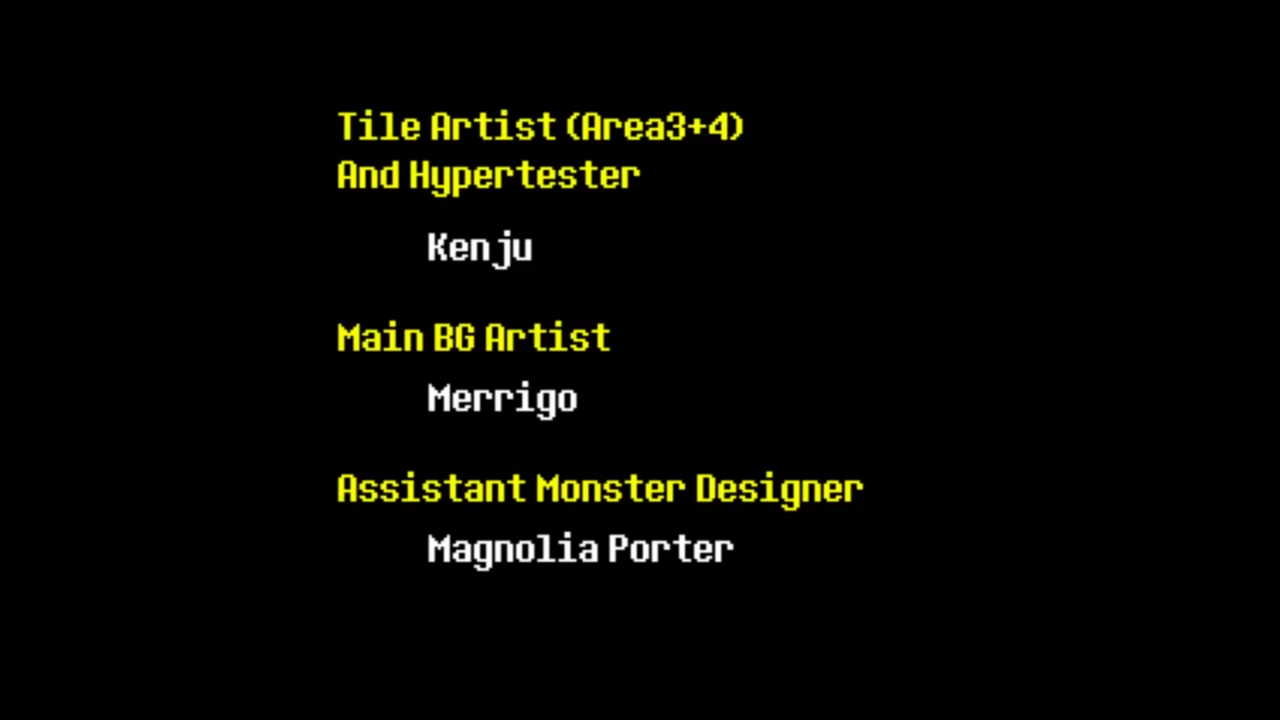 Tile Artist (Area3+4)
And Hypertester
Kenju
Main BG Artist
Merrigo
Assistant Monster Designer
Magnolia Porter